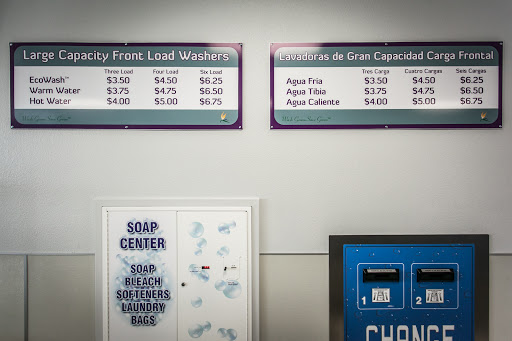 Large Capacity Front Load Washers
Three Load Four Load Six Load
EcoWash™ $3.50 $4.50 $6.25
Warm Water $3.75 $4.75 $6.50
Hot Water $4.00 $5.00 $6.75
Lavadoras de Gran Capacidad Carga Frontal
Tres Carga Cuatro Cargas Seis Cargas
Agua Fria $3.50 $4.50 $6.25
Agua Tibia $3.75 $4.75 $6.50
Agua Caliente $4.00 $5.00 $6.75
SOAP
CENTER
SOAP
BLEACH
SOFTENERS
LAUNDRY
BAGS
1 2
CHANGE